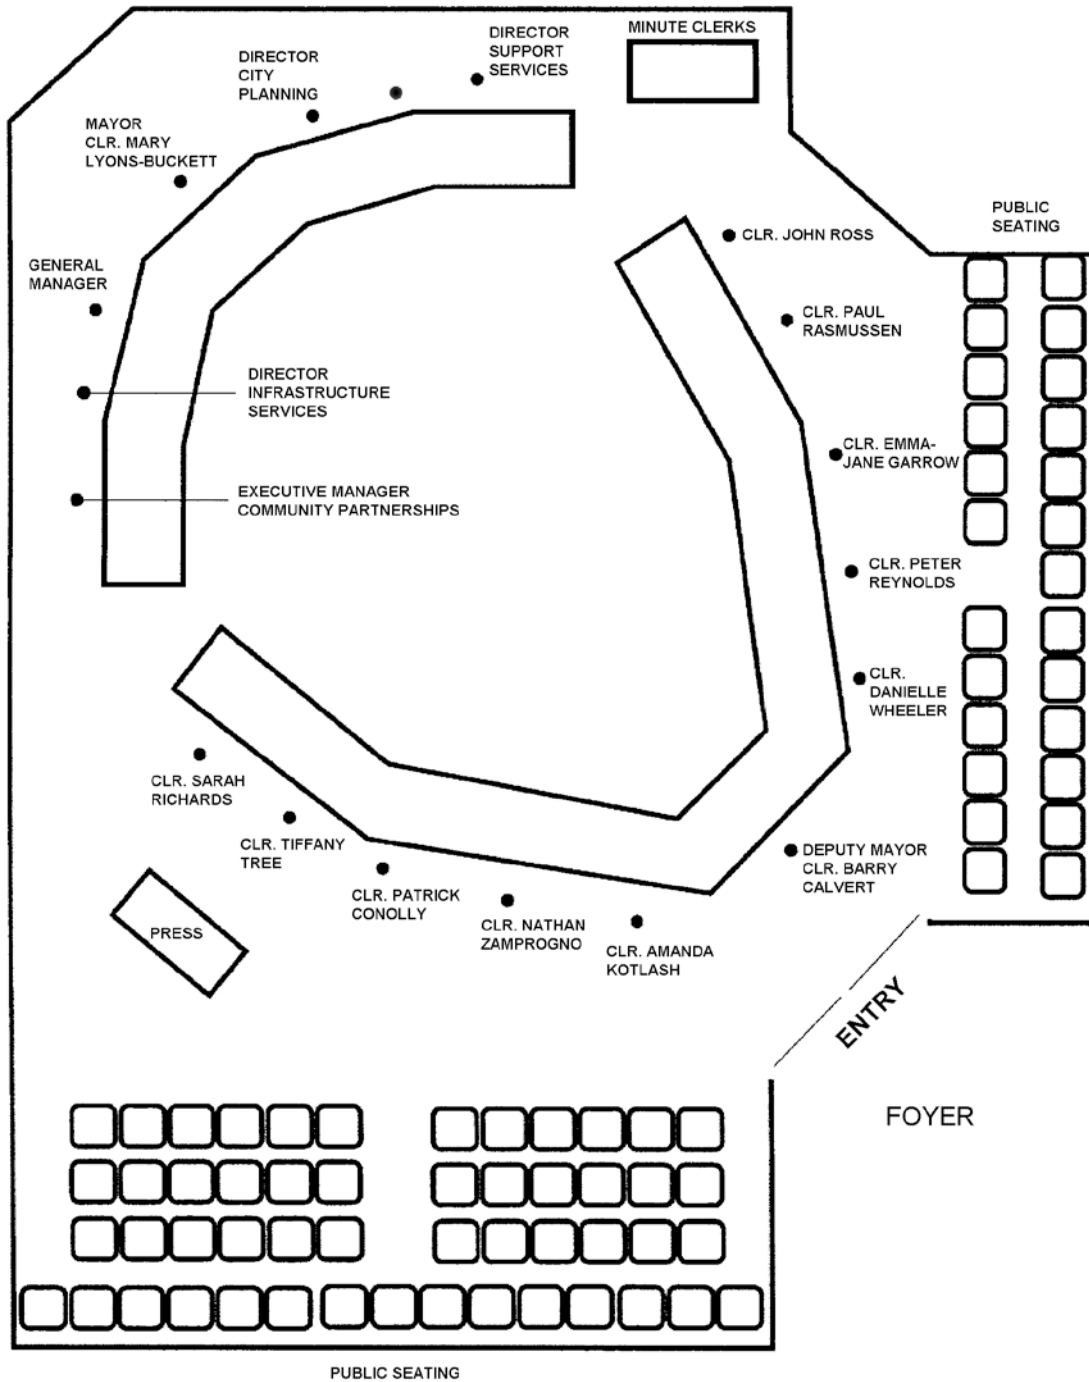 MINUTE CLERKS
DIRECTOR
SUPPORT
SERVICES
DIRECTOR
CITY
PLANNING
MAYOR
CLR. MARY
LYONS-BUCKETT
PUBLIC
SEATING
CLR. JOHN ROSS
GENERAL
MANAGER
CLR. PAUL
RASMUSSEN
DIRECTOR
INFRASTRUCTURE
SERVICES
CLR. EMMA-
JANE GARROW
EXECUTIVE MANAGER
COMMUNITY PARTNERSHIPS
CLR. PETER
REYNOLDS
CLR.
DANIELLE
WHEELER
CLR. SARAH
RICHARDS
CLR. TIFFANY
TREE
DEPUTY MAYOR
CLR. BARRY
CALVERT
CLR. PATRICK
CONOLLY
CLR. NATHAN
ZAMPROGNO
CLR. AMANDA
KOTLASH
PRESS
ENTRY
FOYER
PUBLIC SEATING